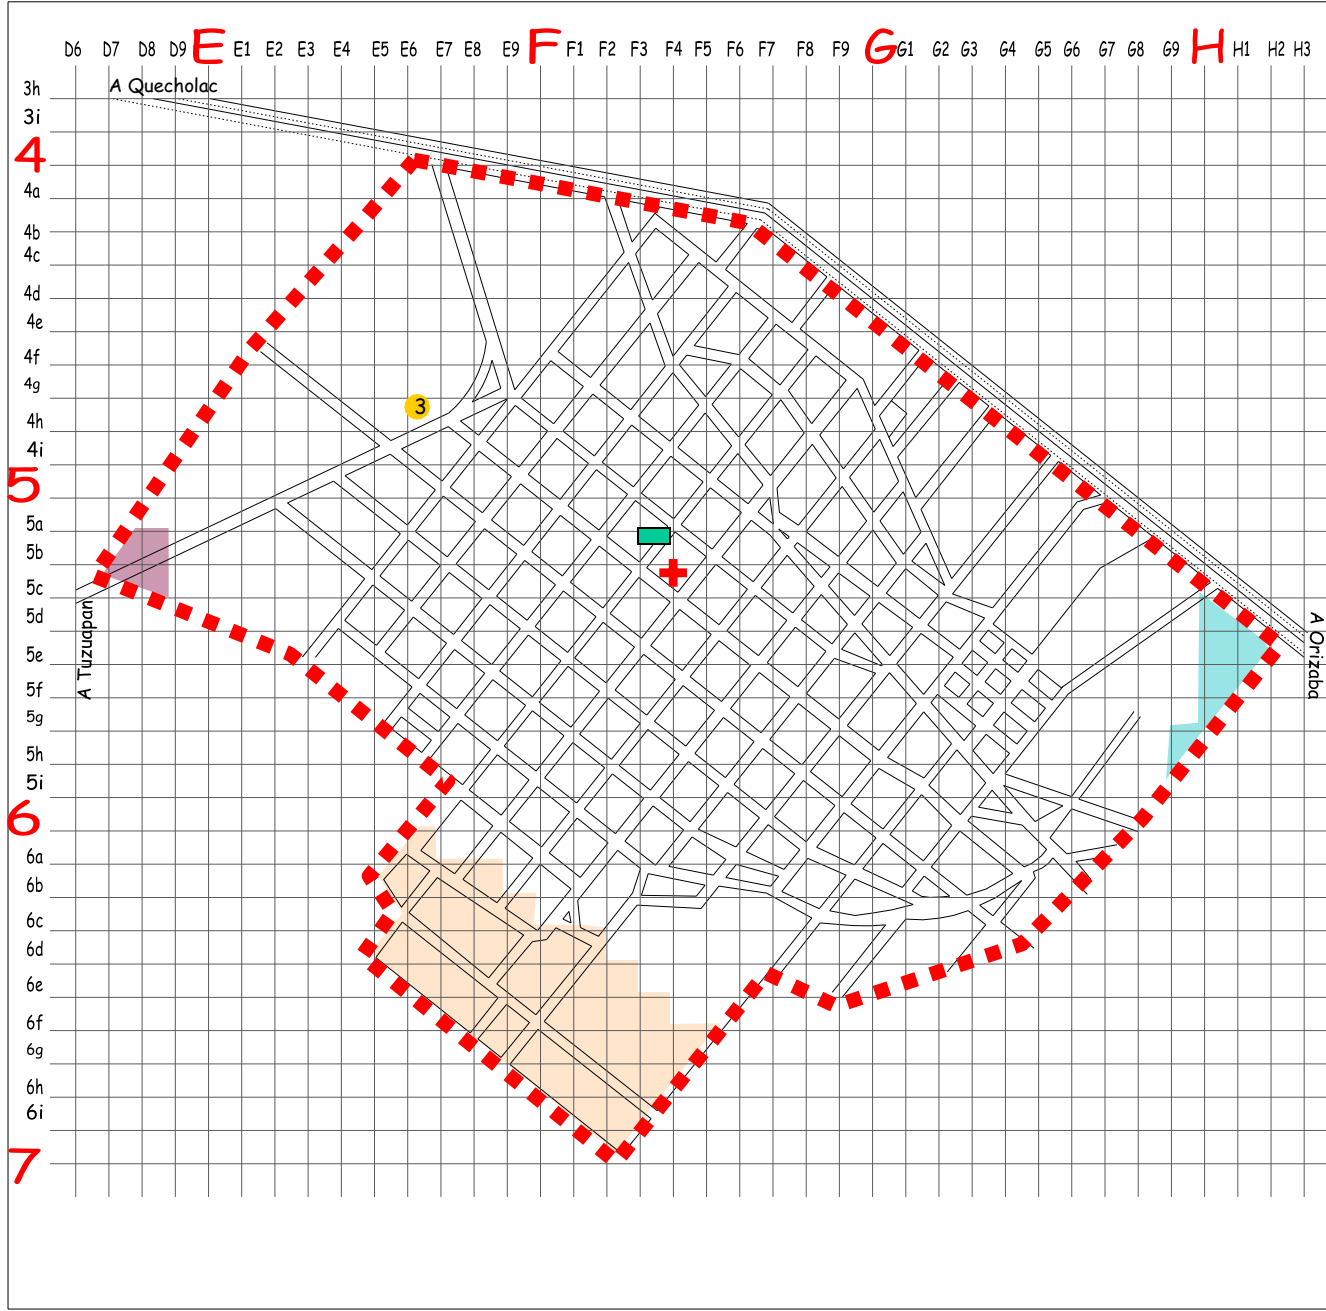 D6 D7 D8 D9 E E1 E2 E3 E4 E5 E6 E7 E8 E9 F F1 F2 F3 F4 F5 F6 F7 F8 F9 G G1 G2 G3 G4 G5 G6 G7 G8 G9 H H1 H2 H3
3h
A Quecholac
3i
4
4a
4b
4c
4d
4e
4f
4g
3
4h
4i
5
5a
5b
5c
5d
A Tuzuapan
A Orizaba
5e
5f
5g
5h
5i
6
6a
6b
6c
6d
6e
6f
6g
6h
6i
7